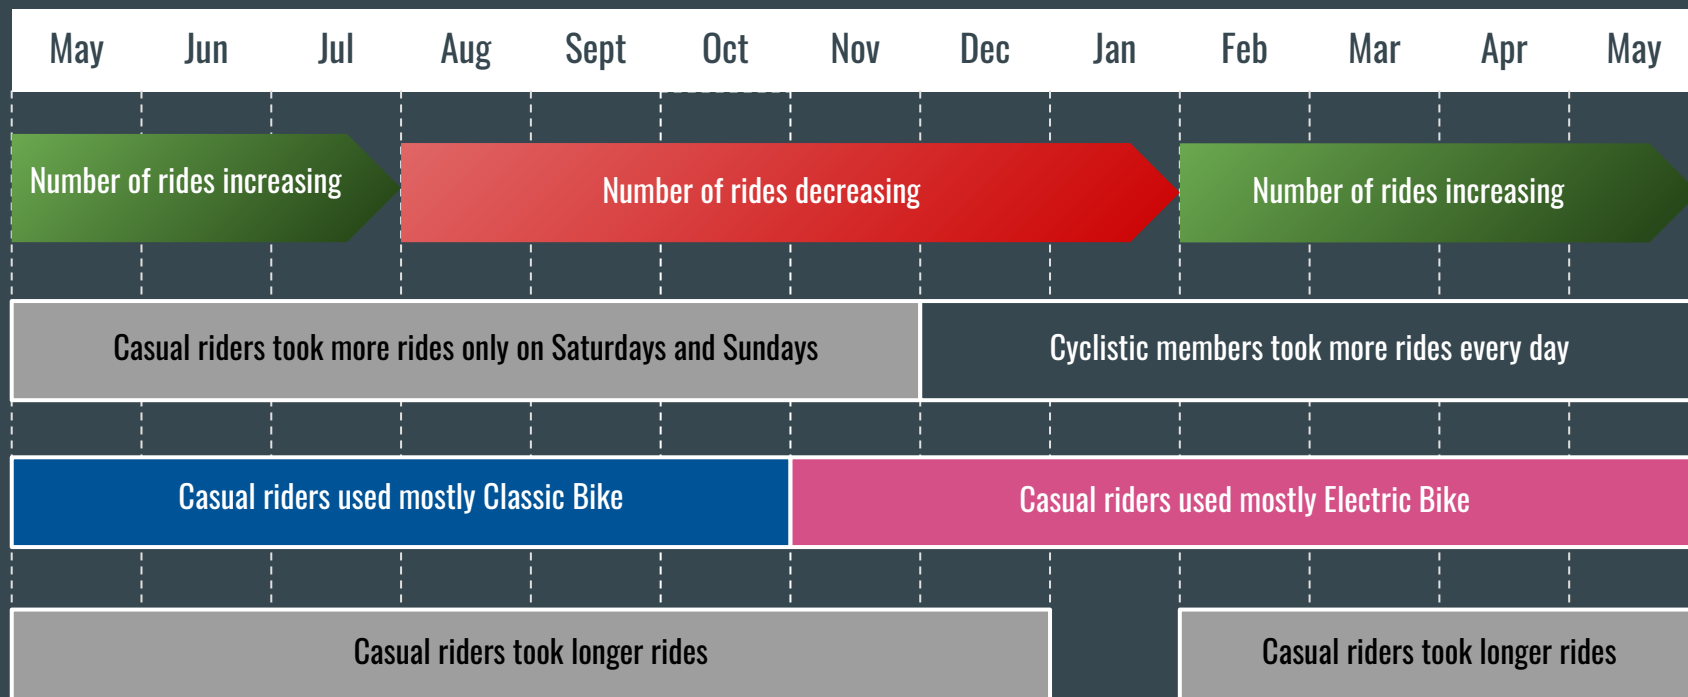 May Jun Jul Aug Sept Oct Nov Dec Jan Feb Mar Apr May
Number of rides increasing
Number of rides decreasing
Number of rides increasing
Casual riders took more rides only on Saturdays and Sundays
Cyclistic members took more rides every day
Casual riders used mostly Classic Bike
Casual riders used mostly Electric Bike
Casual riders took longer rides
Casual riders took longer rides